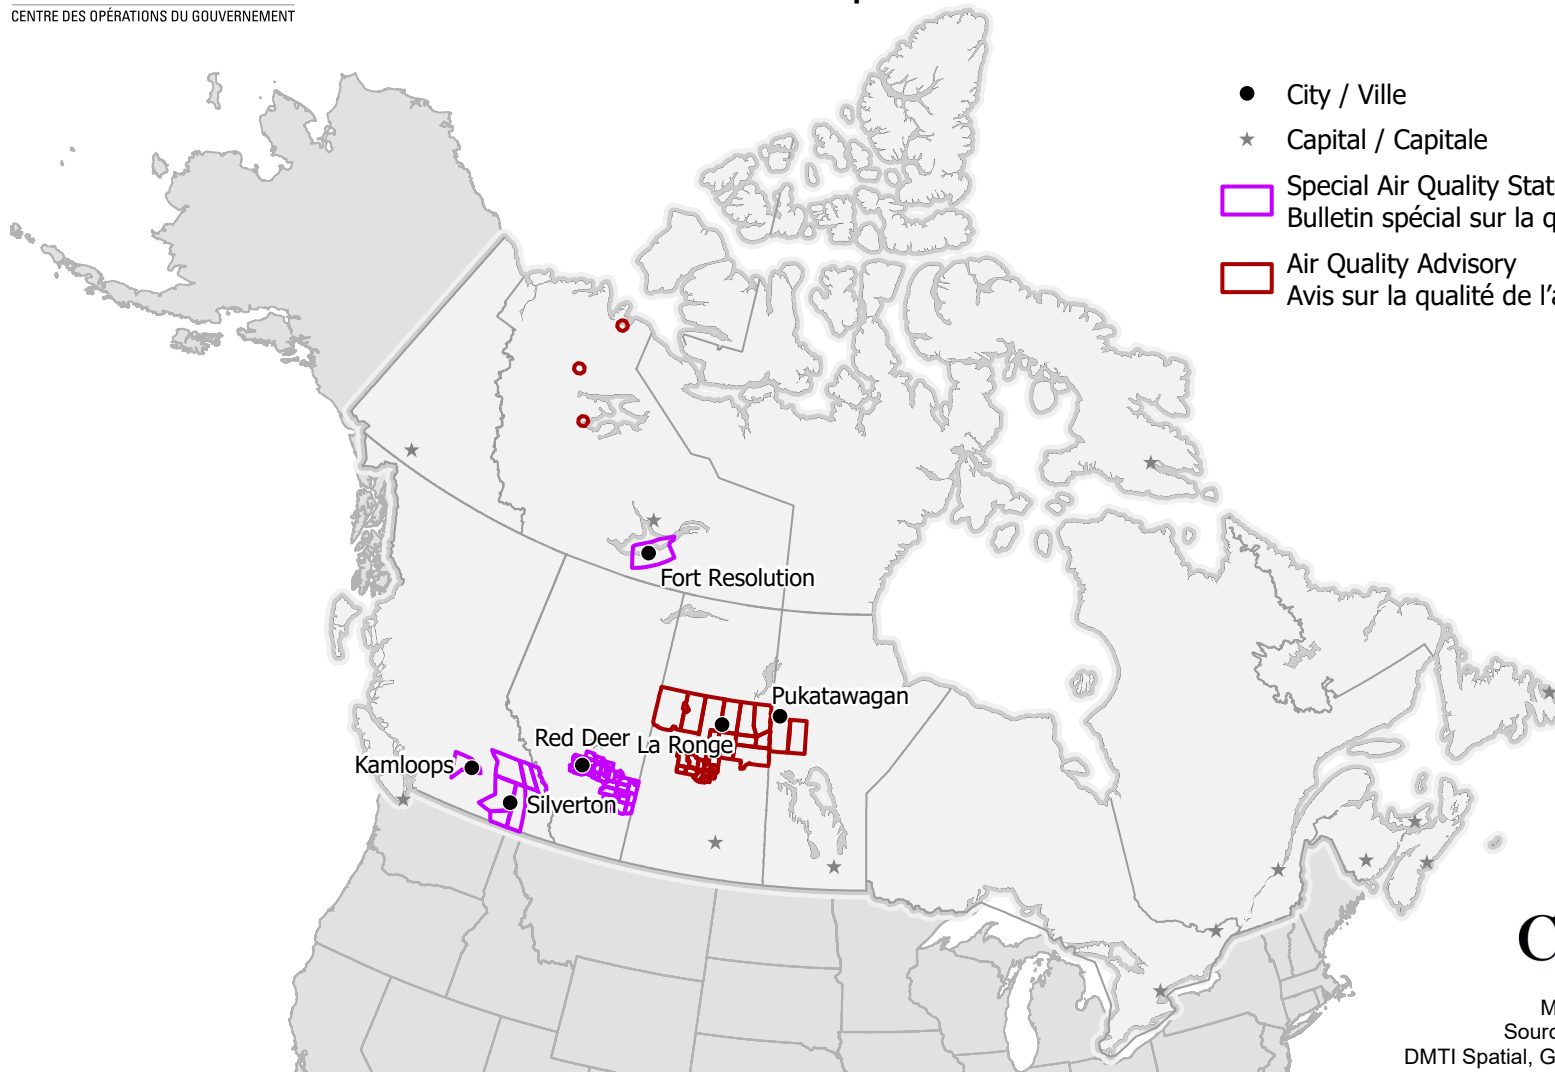 CENTRE DES OPÉRATIONS DU GOUVERNEMENT
City / Ville
Capital / Capitale
Special Air Quality Stat
Bulletin spécial sur la q
Air Quality Advisory
Avis sur la qualité de l'a
Fort Resolution
Pukatawagan
Red Deer
La Ronge
Kamloops
Silverton
C
M
Sourc
DMTI Spatial, G